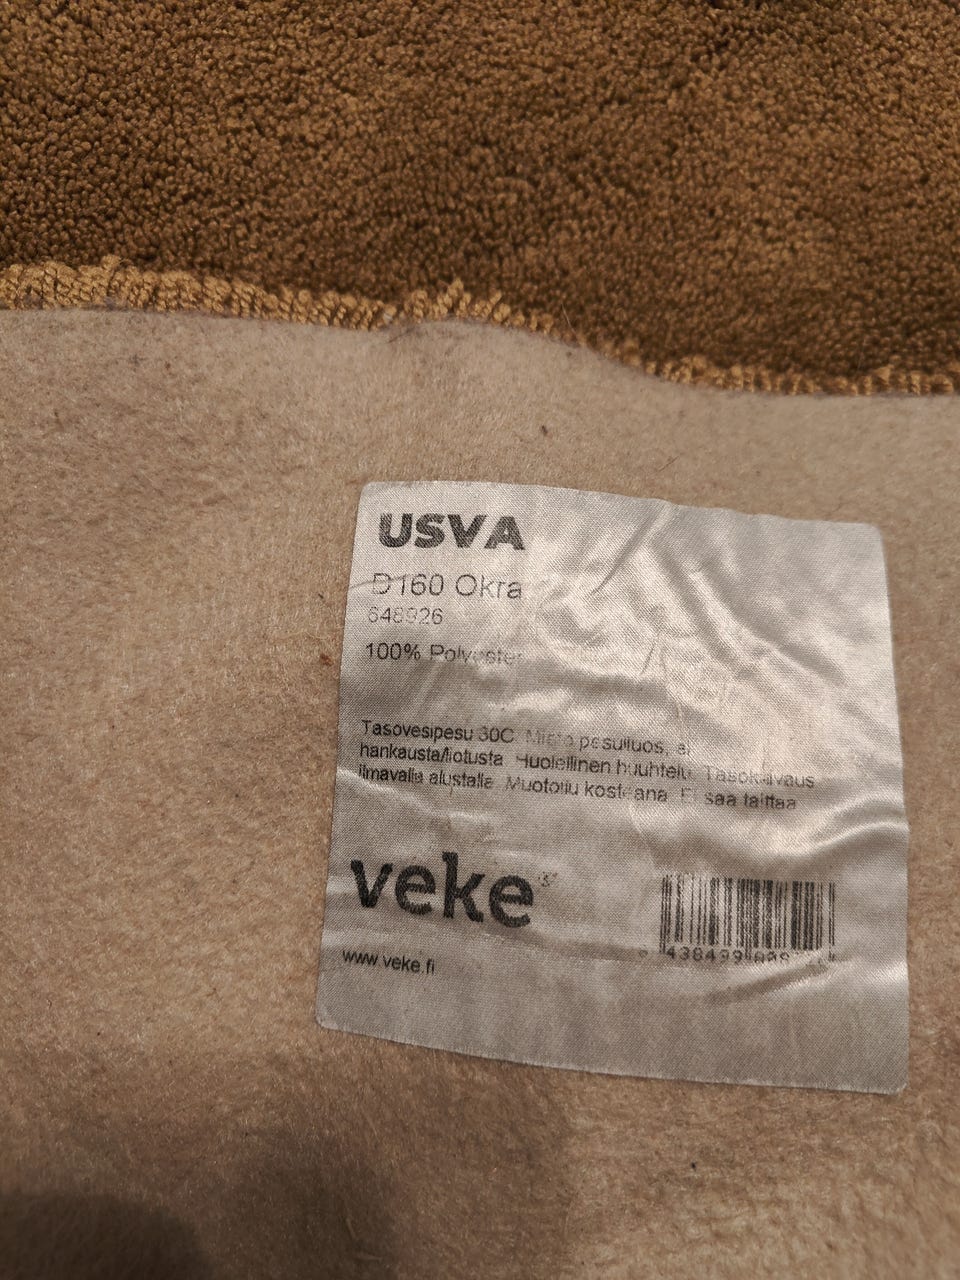 USVA
D160 Okra
648926
100% Polyester
Tasovesipesu 30C. Mieto pesuliuos, ei
hankausta/liotusta. Huolellinen huuhtelu. Tasokuivaus
ilmavalla alustalla. Muotoilu kosteana. Ei saa taittaa
veke
www.veke.fi
438499